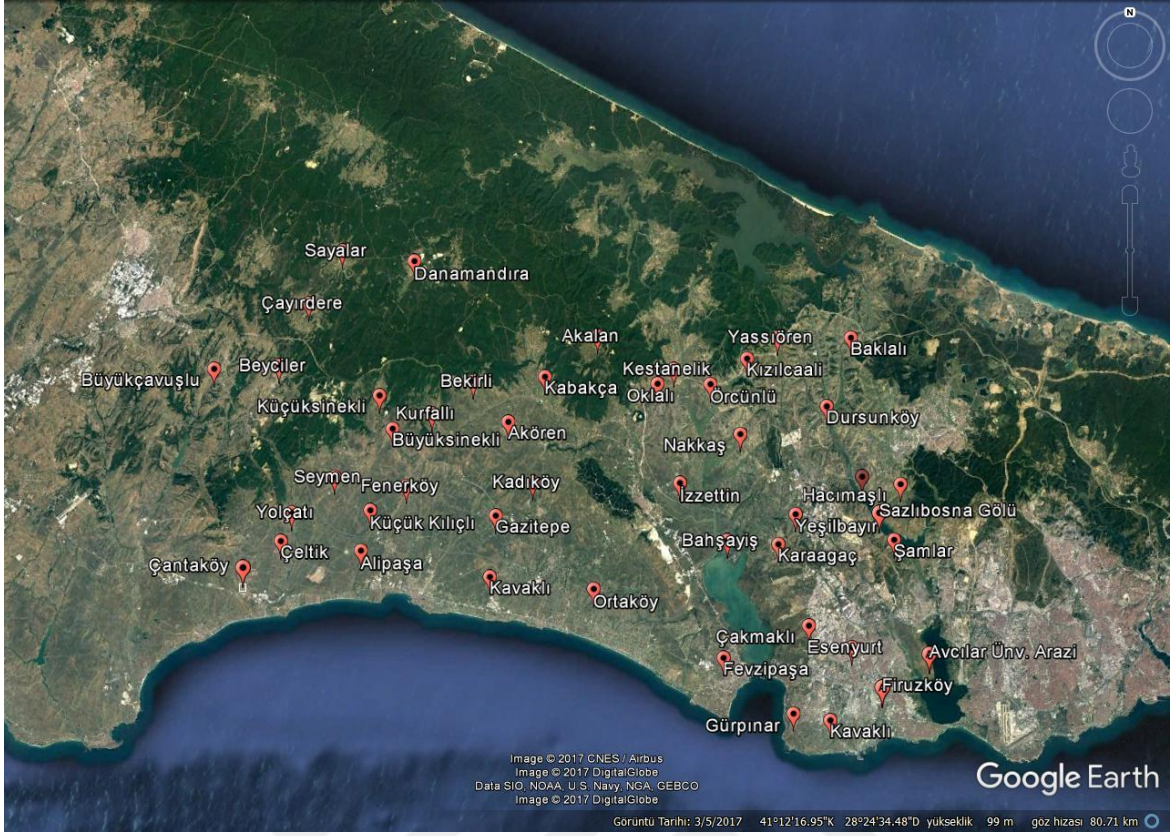 N
Sayalar
Danamandıra
Çayırdere
Akalan
Yassıören
Baklalı
Büyükçavuşlu
Beyciler
Bekirli
Kabakça
Kestanelik
Kızılcaali
Oklalı
Örcünlü
Küçüksinekli
Kurfallı
Dursunköy
Büyüksinekli
Akören
Nakkaş
Seymen
Fenerköy
Kadıköy
İzzettin
Hacımaşlı
Sazlıbosna Gölü
Yolçatı
Küçük Kılıçlı
Gazitepe
Yeşilbayır
Bahşayış
Çeltik
Alipaşa
Karaagaç
Şamlar
Çantaköy
Kavaklı
Ortaköy
Çakmaklı
Esenyurt
Avcılar Ünv. Arazi
Fevzipaşa
Firuzköy
Gürpınar
Kavaklı
Image © 2017 CNES / Airbus
Image © 2017 DigitalGlobe
Data SIO, NOAA, U.S. Navy, NGA, GEBCO
Image © 2017 DigitalGlobe
Google Earth
Görüntü Tarihi: 3/5/2017 41°12'16.95"K 28°24'34.48"D yükseklik 99 m göz hizası 80.71 km